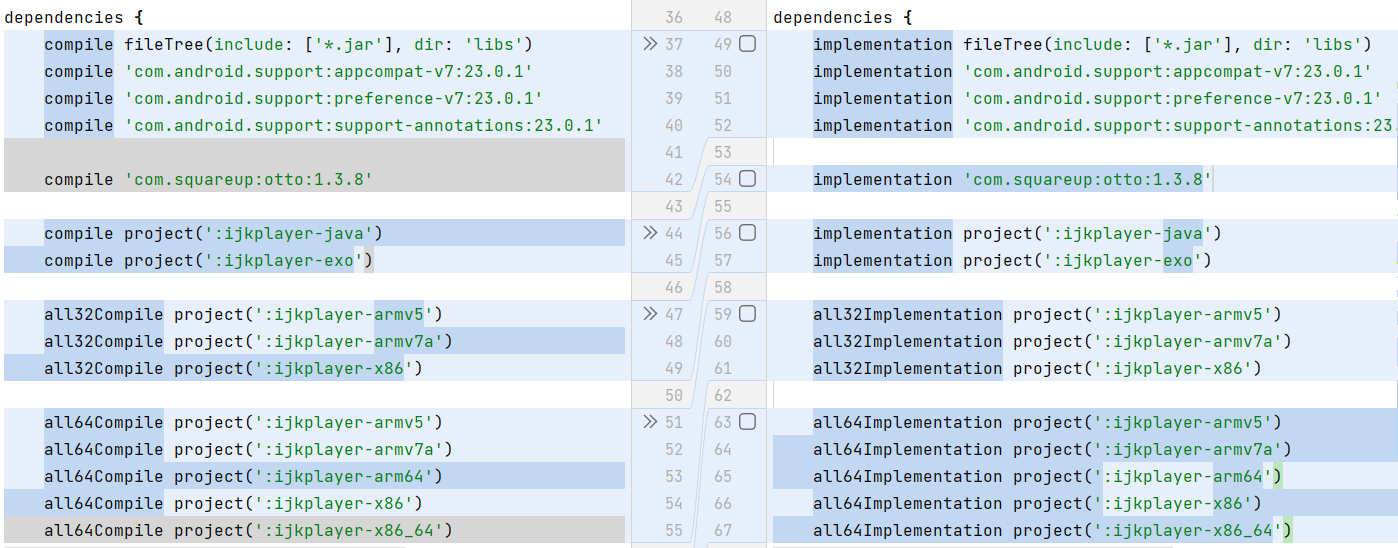 dependencies {
    compile fileTree(include: ['*.jar'], dir: 'libs')
    compile 'com.android.support:appcompat-v7:23.0.1'
    compile 'com.android.support:preference-v7:23.0.1'
    compile 'com.android.support:support-annotations:23.0.1'

    compile 'com.squareup:otto:1.3.8'

    compile project(':ijkplayer-java')
    compile project(':ijkplayer-exo')

    all32Compile project(':ijkplayer-armv5')
    all32Compile project(':ijkplayer-armv7a')
    all32Compile project(':ijkplayer-x86')

    all64Compile project(':ijkplayer-armv5')
    all64Compile project(':ijkplayer-armv7a')
    all64Compile project(':ijkplayer-arm64')
    all64Compile project(':ijkplayer-x86')
    all64Compile project(':ijkplayer-x86_64')
36 48
37 49
38 50
39 51
40 52
41 53
42 54
43 55
44 56
45 57
46 58
47 59
48 60
49 61
50 62
51 63
52 64
53 65
54 66
55 67
dependencies {
    implementation fileTree(include: ['*.jar'], dir: 'libs')
    implementation 'com.android.support:appcompat-v7:23.0.1'
    implementation 'com.android.support:preference-v7:23.0.1'
    implementation 'com.android.support:support-annotations:23.

    implementation 'com.squareup:otto:1.3.8'

    implementation project(':ijkplayer-java')
    implementation project(':ijkplayer-exo')

    all32Implementation project(':ijkplayer-armv5')
    all32Implementation project(':ijkplayer-armv7a')
    all32Implementation project(':ijkplayer-x86')

    all64Implementation project(':ijkplayer-armv5')
    all64Implementation project(':ijkplayer-armv7a')
    all64Implementation project(':ijkplayer-arm64')
    all64Implementation project(':ijkplayer-x86')
    all64Implementation project(':ijkplayer-x86_64')